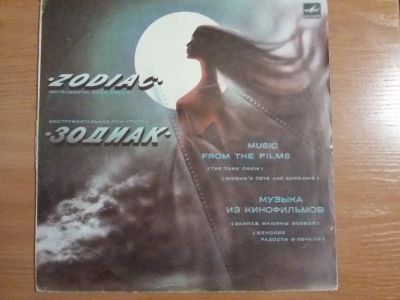 ·ZODIAC·
INSTRUMENTAL ROCK GROUP
ИНСТРУМЕНТАЛЬНАЯ РОК-ГРУППА
·ЗОДИАК·
MUSIC
FROM THE FILMS
(THE TANK CREW)
(WOMAN'S JOYS AND SORROWS)
МУЗЫКА
ИЗ КИНОФИЛЬМОВ
(ЭКИПАЖ МАШИНЫ БОЕВОЙ)
(ЖЕНСКИЕ
РАДОСТИ И ПЕЧАЛИ)